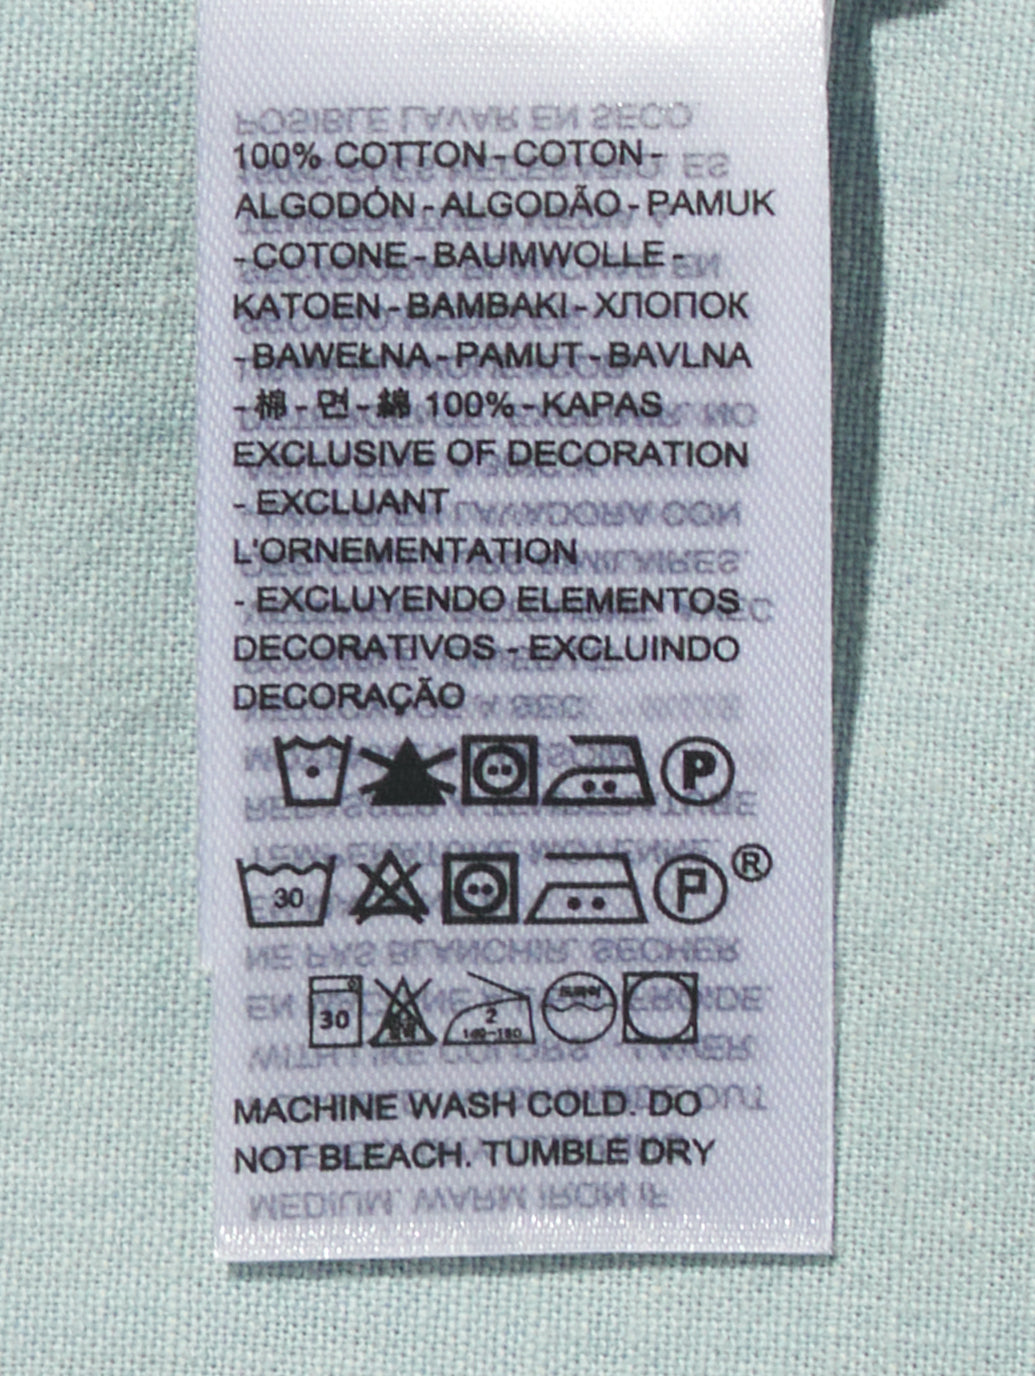 100% COTTON - COTON -
ALGODÓN - ALGODÃO - PAMUK
- COTONE - BAUMWOLLE -
KATOEN - BAMBAKI - ХЛОПОК
- BAWEŁNA - PAMUT - BAVLNA
- 棉 - 면 - 綿 100% - KAPAS
EXCLUSIVE OF DECORATION
- EXCLUANT
L'ORNEMENTATION
- EXCLUYENDO ELEMENTOS
DECORATIVOS - EXCLUINDO
DECORAÇÃO
P
30 P ®
30 2
MACHINE WASH COLD. DO
NOT BLEACH. TUMBLE DRY